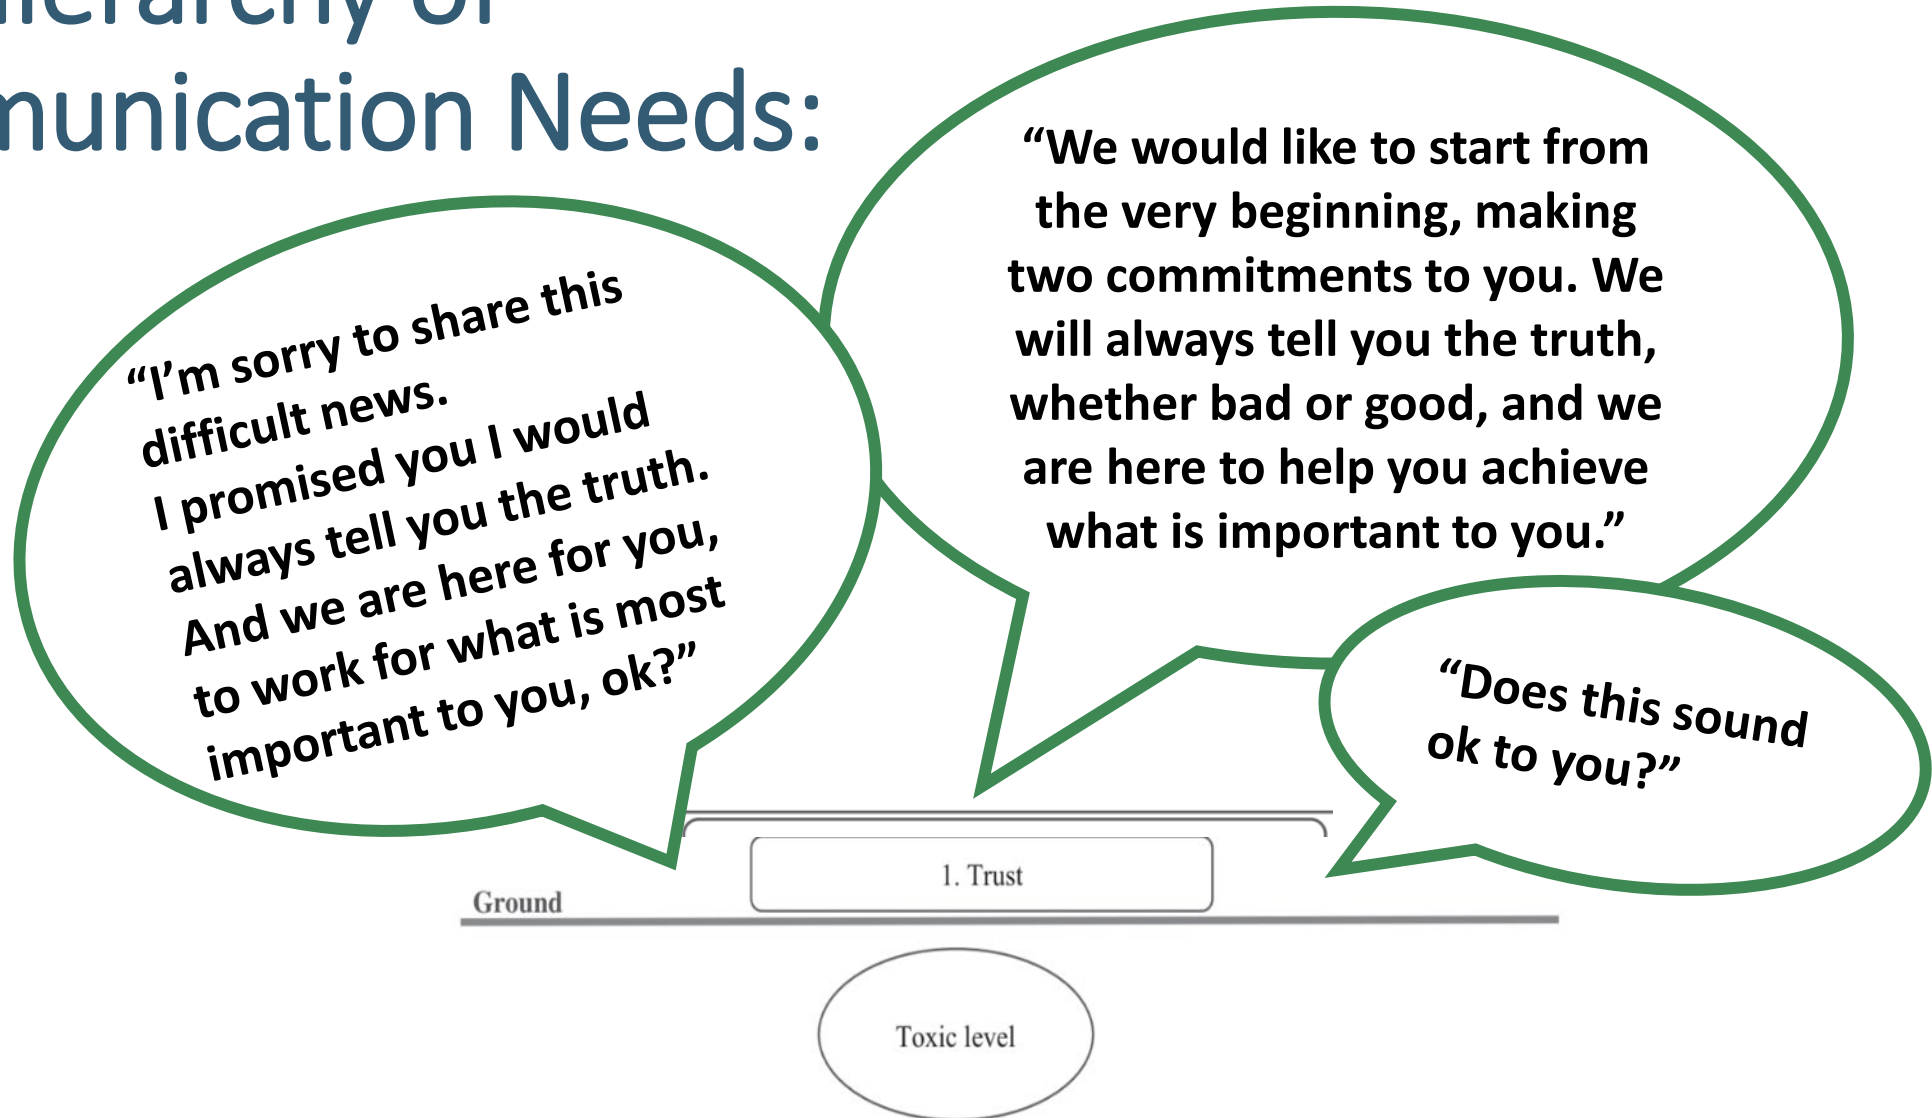 ierarchy of
munication Needs:
“We would like to start from
the very beginning, making
two commitments to you. We
will always tell you the truth,
whether bad or good, and we
are here to help you achieve
what is important to you.”
“I’m sorry to share this
difficult news.
I promised you I would
always tell you the truth.
And we are here for you,
to work for what is most
important to you, ok?”
“Does this sound
ok to you?”
1. Trust
Ground
Toxic level